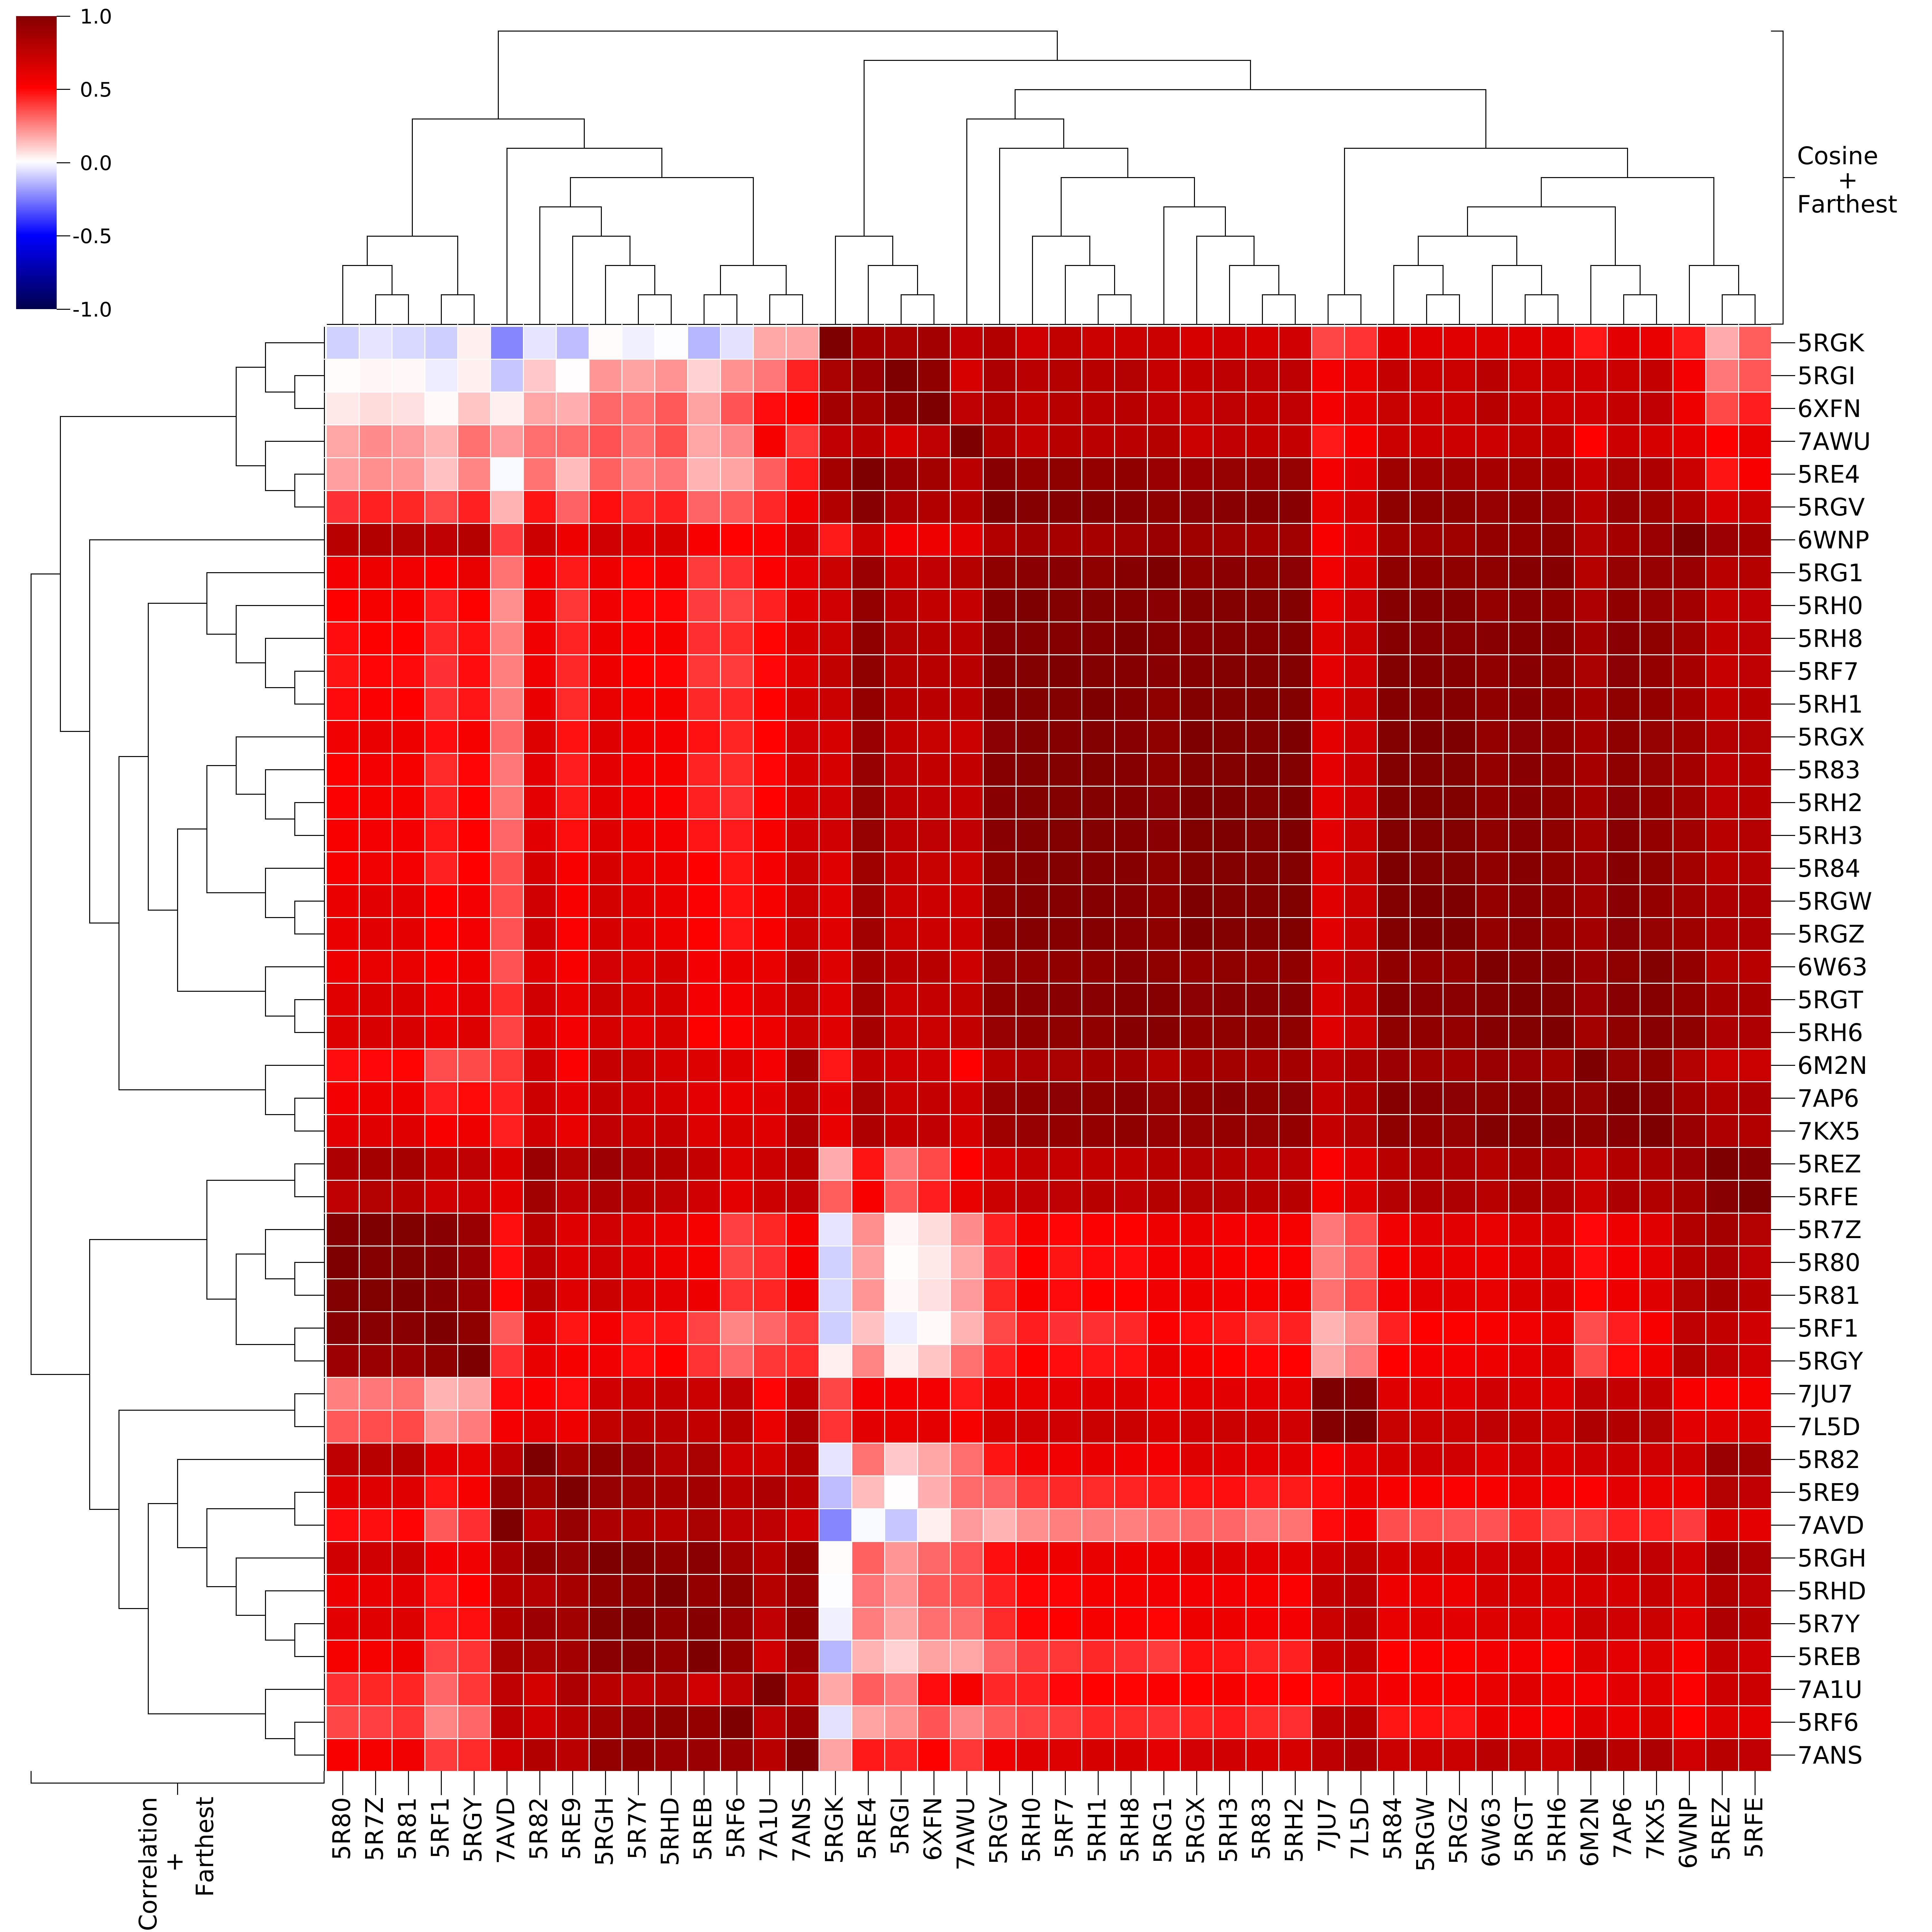 1.0
0.5
0.0
-0.5
-1.0
Cosine
+
Farthest
5RGK
5RGI
6XFN
7AWU
5RE4
5RGV
6WNP
5RG1
5RH0
5RH8
5RF7
5RH1
5RGX
5R83
5RH2
5RH3
5R84
5RGW
5RGZ
6W63
5RGT
5RH6
6M2N
7AP6
7KX5
5REZ
5RFE
5R7Z
5R80
5R81
5RF1
5RGY
7JU7
7L5D
5R82
5RE9
7AVD
5RGH
5RHD
5R7Y
5REB
7A1U
5RF6
7ANS
Correlation
+
Farthest
5R80
5R7Z
5R81
5RF1
5RGY
7AVD
5R82
5RE9
5RGH
5R7Y
5RHD
5REB
5RF6
7A1U
7ANS
5RGK
5RE4
5RGI
6XFN
7AWU
5RGV
5RH0
5RF7
5RH1
5RH8
5RG1
5RGX
5RH3
5R83
5RH2
7JU7
7L5D
5R84
5RGW
5RGZ
6W63
5RGT
5RH6
6M2N
7AP6
7KX5
6WNP
5REZ
5RFE